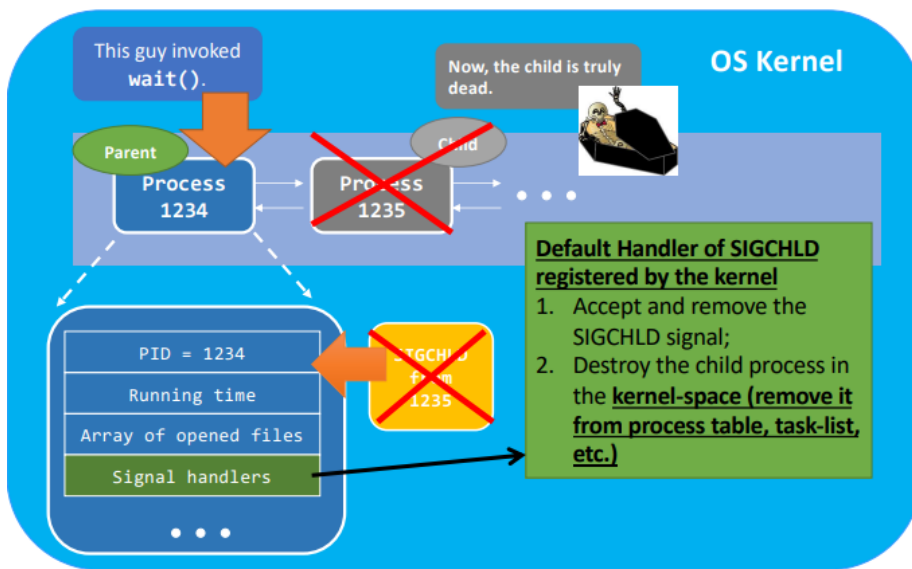 This guy invoked
wait().
Now, the child is truly
dead.
OS Kernel
Parent
Child
Process
1234
Process
1235
• • •
PID = 1234
Running time
Array of opened files
Signal handlers
• • •
SIGCHLD
from
1235
Default Handler of SIGCHLD
registered by the kernel
1. Accept and remove the
SIGCHLD signal;
2. Destroy the child process in
the kernel-space (remove it
from process table, task-list,
etc.)